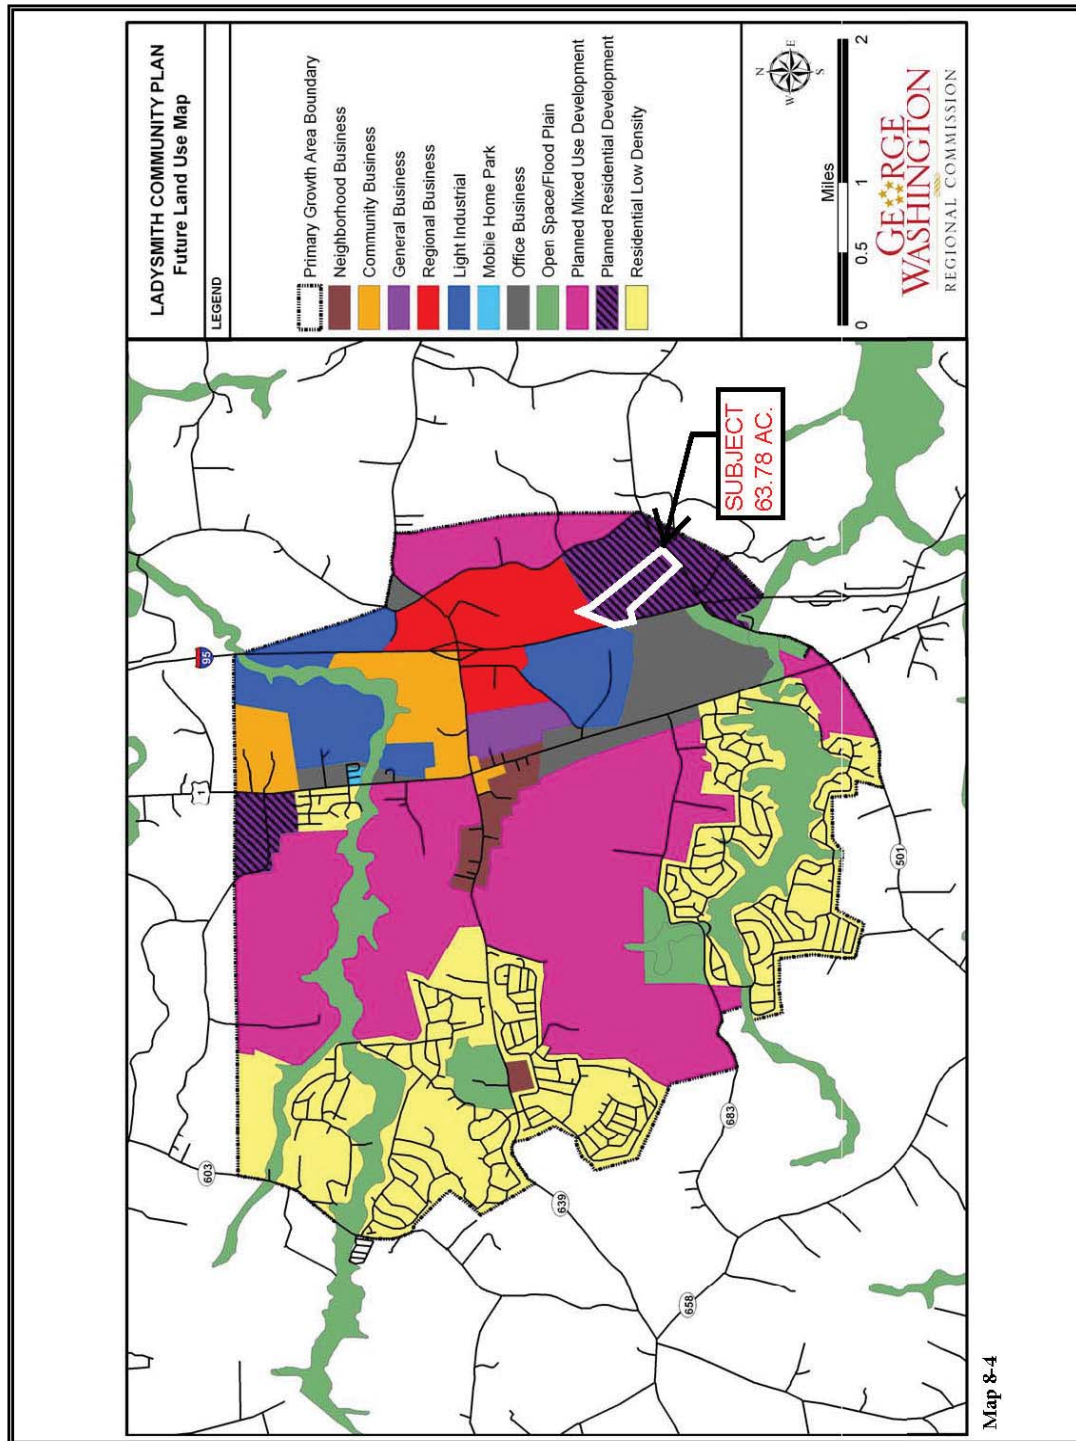 LADYSMITH COMMUNITY PLAN
Future Land Use Map
LEGEND
Primary Growth Area Boundary
Neighborhood Business
Community Business
General Business
Regional Business
Light Industrial
Mobile Home Park
Office Business
Open Space/Flood Plain
Planned Mixed Use Development
Planned Residential Development
Residential Low Density
N
W
E
S
Miles
0
0.5
1
2
GEORGE
WASHINGTON
REGIONAL COMMISSION
SUBJECT
63.78 AC.
95
1
603
639
658
683
501
Map 8-4